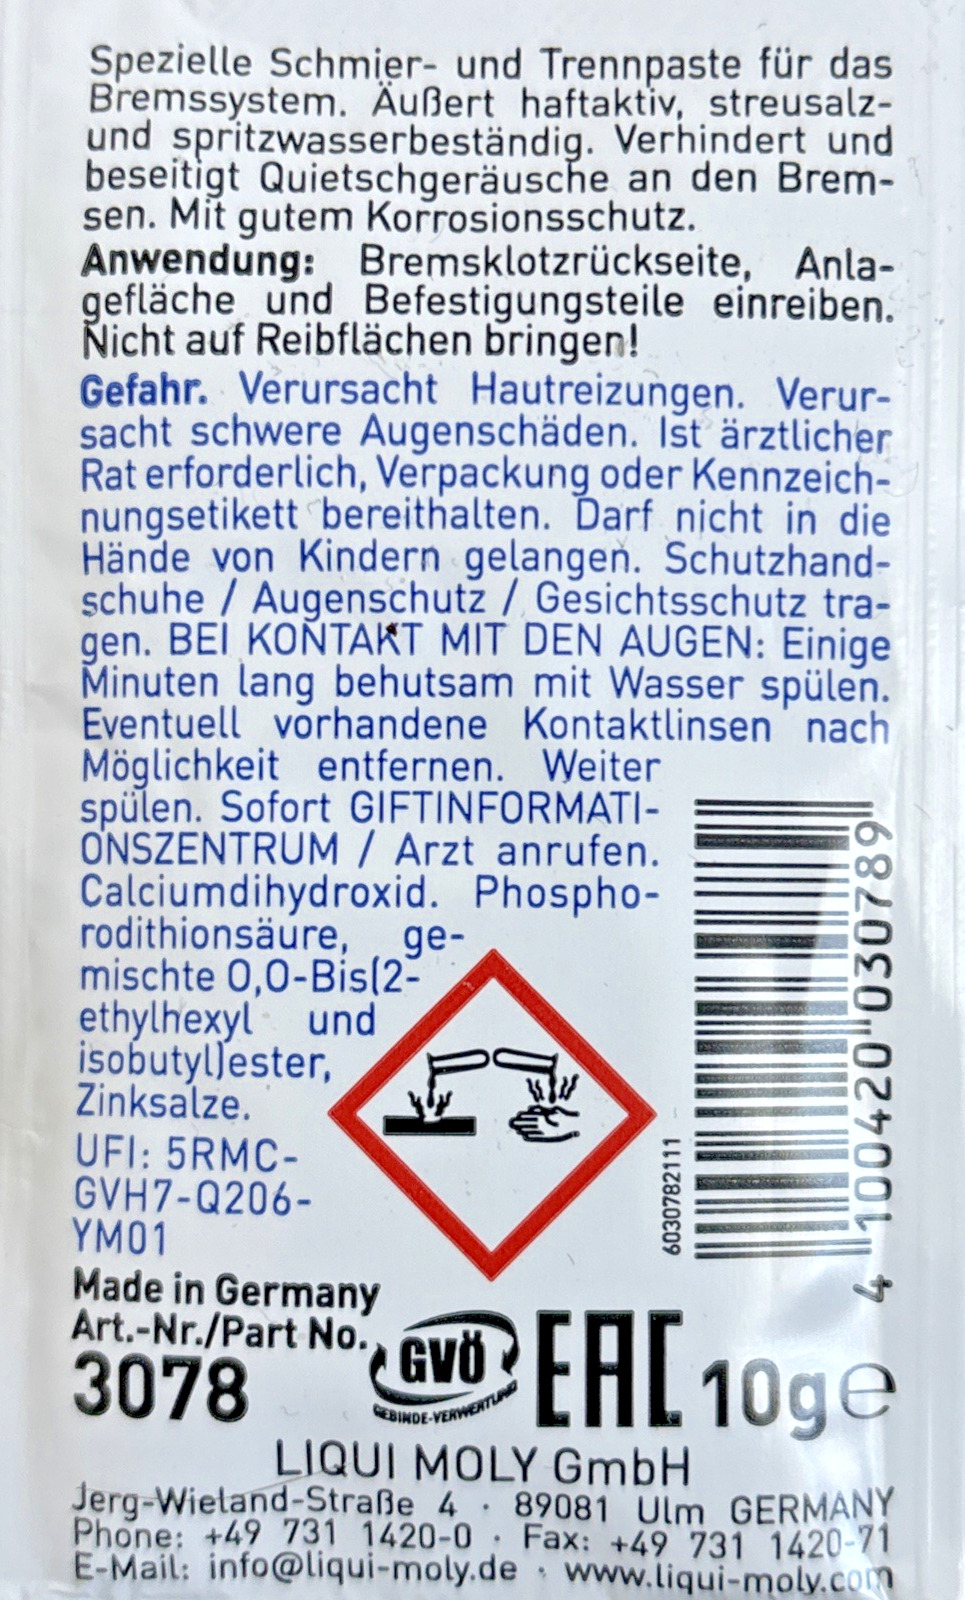 Spezielle Schmier- und Trennpaste für das
Bremssystem. Äußert haftaktiv, streusalz-
und spritzwasserbeständig. Verhindert und
beseitigt Quietschgeräusche an den Brem-
sen. Mit gutem Korrosionsschutz.
Anwendung: Bremsklotzrückseite, Anla-
gefläche und Befestigungsteile einreiben.
Nicht auf Reibflächen bringen!
Gefahr. Verursacht Hautreizungen. Verur-
sacht schwere Augenschäden. Ist ärztlicher
Rat erforderlich, Verpackung oder Kennzeich-
nungsetikett bereithalten. Darf nicht in die
Hände von Kindern gelangen. Schutzhand-
schuhe / Augenschutz / Gesichtsschutz tra-
gen. BEI KONTAKT MIT DEN AUGEN: Einige
Minuten lang behutsam mit Wasser spülen.
Eventuell vorhandene Kontaktlinsen nach
Möglichkeit entfernen. Weiter
spülen. Sofort GIFTINFORMATI-
ONSZENTRUM / Arzt anrufen.
Calciumdihydroxid. Phospho-
rodithionsäure, ge-
mischte O,O-Bis(2-
ethylhexyl und
isobutyl)ester,
Zinksalze.
UFI: 5RMC-
GVH7-Q206-
YM01
6030782111
4 100420 030789
Made in Germany
Art.-Nr./Part No.
3078
GVÖ
GEBINDE-VERWERTUNG
EAC
10g e
LIQUI MOLY GmbH
Jerg-Wieland-Straße 4 · 89081 Ulm GERMANY
Phone: +49 731 1420-0 · Fax: +49 731 1420-71
E-Mail: info@liqui-moly.de · www.liqui-moly.com